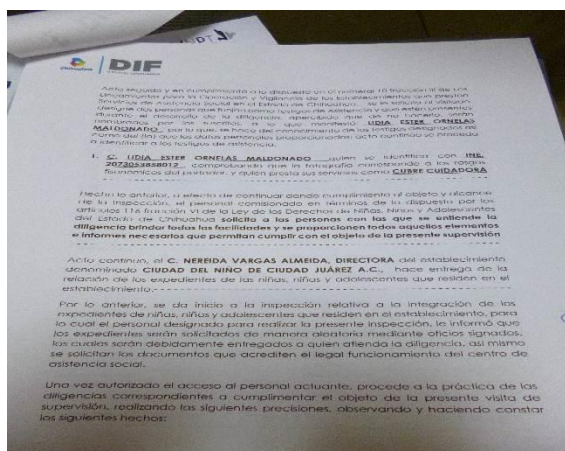 Chihuahua DIF
Acto seguido y en cumplimiento a lo dispuesto en el numeral 10 fracción III de los
Lineamientos para la Operación y Vigilancia de los Establecimientos que prestan
Servicios de Asistencia Social en el Estado de Chihuahua, se le solicita al visitado
designe dos personas que funjan como testigos de asistencia y que estén presentes
durante el desarrollo de la diligencia, apercibido que de no hacerlo, serán
nombrados por los suscritos, a lo que manifestó LIDIA ESTER ORNELAS
MALDONADO, por lo que, se hace del conocimiento de los testigos designados así
como del fin que los datos personales proporcionados; acto continuo se procede
a identificar a los testigos de asistencia.
1. C. LIDIA ESTER ORNELAS MALDONADO quien se identifica con INE.
2073053858012, comprobando que la fotografía corresponde a los rasgos
fisonómicos del portador, y quien presta sus servicios como CUBRE CUIDADORA
Hecho lo anterior, a efecto de continuar dando cumplimiento al objeto y alcance
de la inspección, el personal comisionado en términos de lo dispuesto por los
artículos 116 fracción VI de la Ley de los Derechos de Niñas, Niños y Adolescentes
del Estado de Chihuahua solicita a las personas con las que se entiende la
diligencia brindar todas las facilidades y se proporcionen todos aquellos elementos
e informes necesarios que permitan cumplir con el objeto de la presente supervisión
Acto continuo, el C. NEREIDA VARGAS ALMEIDA, DIRECTORA del establecimiento
denominado CIUDAD DEL NIÑO DE CIUDAD JUÁREZ A.C., hace entrega de la
relación de los expedientes de las niñas, niños y adolescentes que residen en el
establecimiento.
Por lo anterior, se da inicio a la inspección relativa a la integración de los
expedientes de niñas, niños y adolescentes que residen en el establecimiento, para
lo cual el personal designado para realizar la presente inspección, le informó que
los expedientes serán solicitados de manera aleatoria mediante oficios signados,
los cuales serán debidamente entregados a quien atienda la diligencia, así mismo
se solicitan los documentos que acrediten el legal funcionamiento del centro de
asistencia social.
Una vez autorizado el acceso al personal actuante, procede a la práctica de las
diligencias correspondientes a cumplimentar el objeto de la presente visita de
supervisión, realizando las siguientes precisiones, observando y haciendo constar
los siguientes hechos: